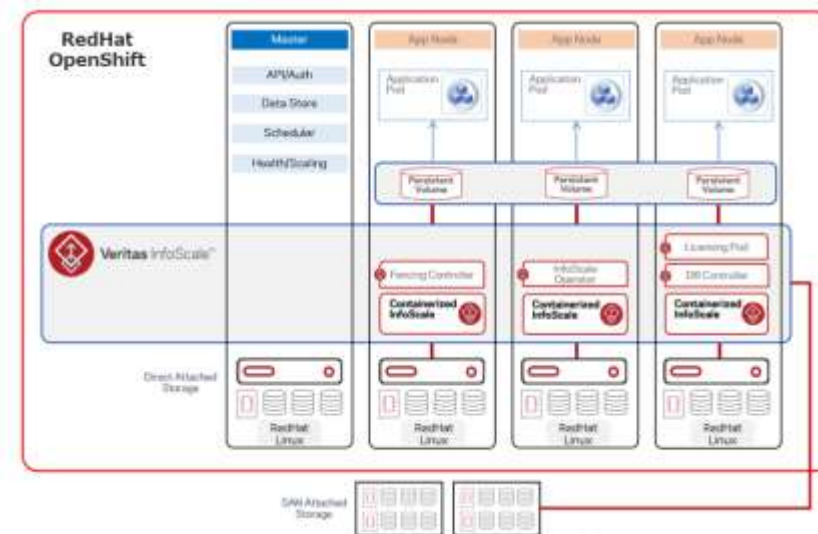 RedHat
OpenShift
Master
API/Auth
Data Store
Scheduler
Health/Scaling
App Node
Application
Pod
Persistent
Volume
App Node
Application
Pod
Persistent
Volume
App Node
Application
Pod
Persistent
Volume
Veritas InfoScale™
Fencing Controller
Containerized
InfoScale
InfoScale
Operator
Containerized
InfoScale
Licensing Pod
DR Controller
Containerized
InfoScale
Direct Attached
Storage
RedHat
Linux
RedHat
Linux
RedHat
Linux
RedHat
Linux
SAN Attached
Storage